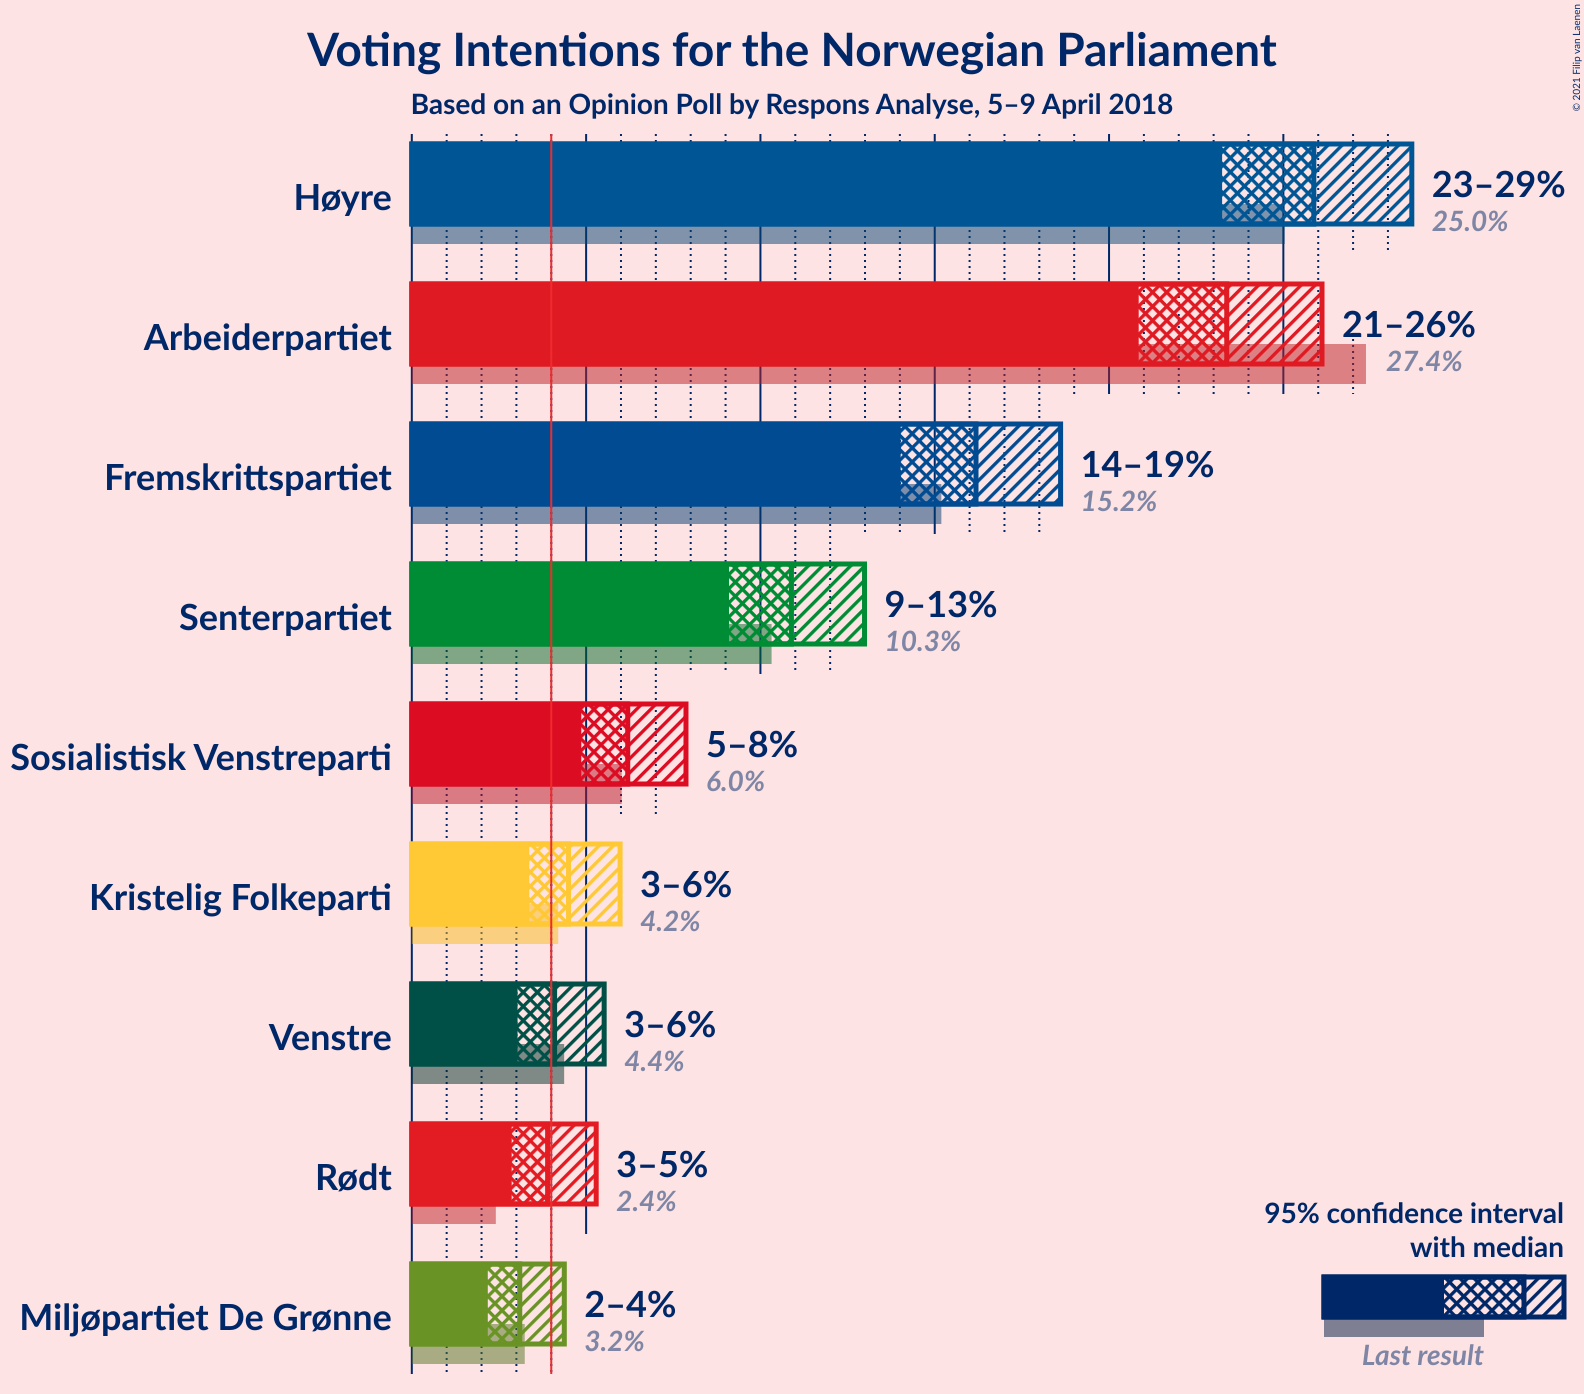 Voting Intentions for the Norwegian Parliament
Based on an Opinion Poll by Respons Analyse, 5–9 April 2018
© 2021 Filip van Laenen
Høyre
23–29%
25.0%
Arbeiderpartiet
21–26%
27.4%
Fremskrittspartiet
14–19%
15.2%
Senterpartiet
9–13%
10.3%
Sosialistisk Venstreparti
5–8%
6.0%
Kristelig Folkeparti
3–6%
4.2%
Venstre
3–6%
4.4%
Rødt
3–5%
2.4%
Miljøpartiet De Grønne
2–4%
3.2%
95% confidence interval
with median
Last result